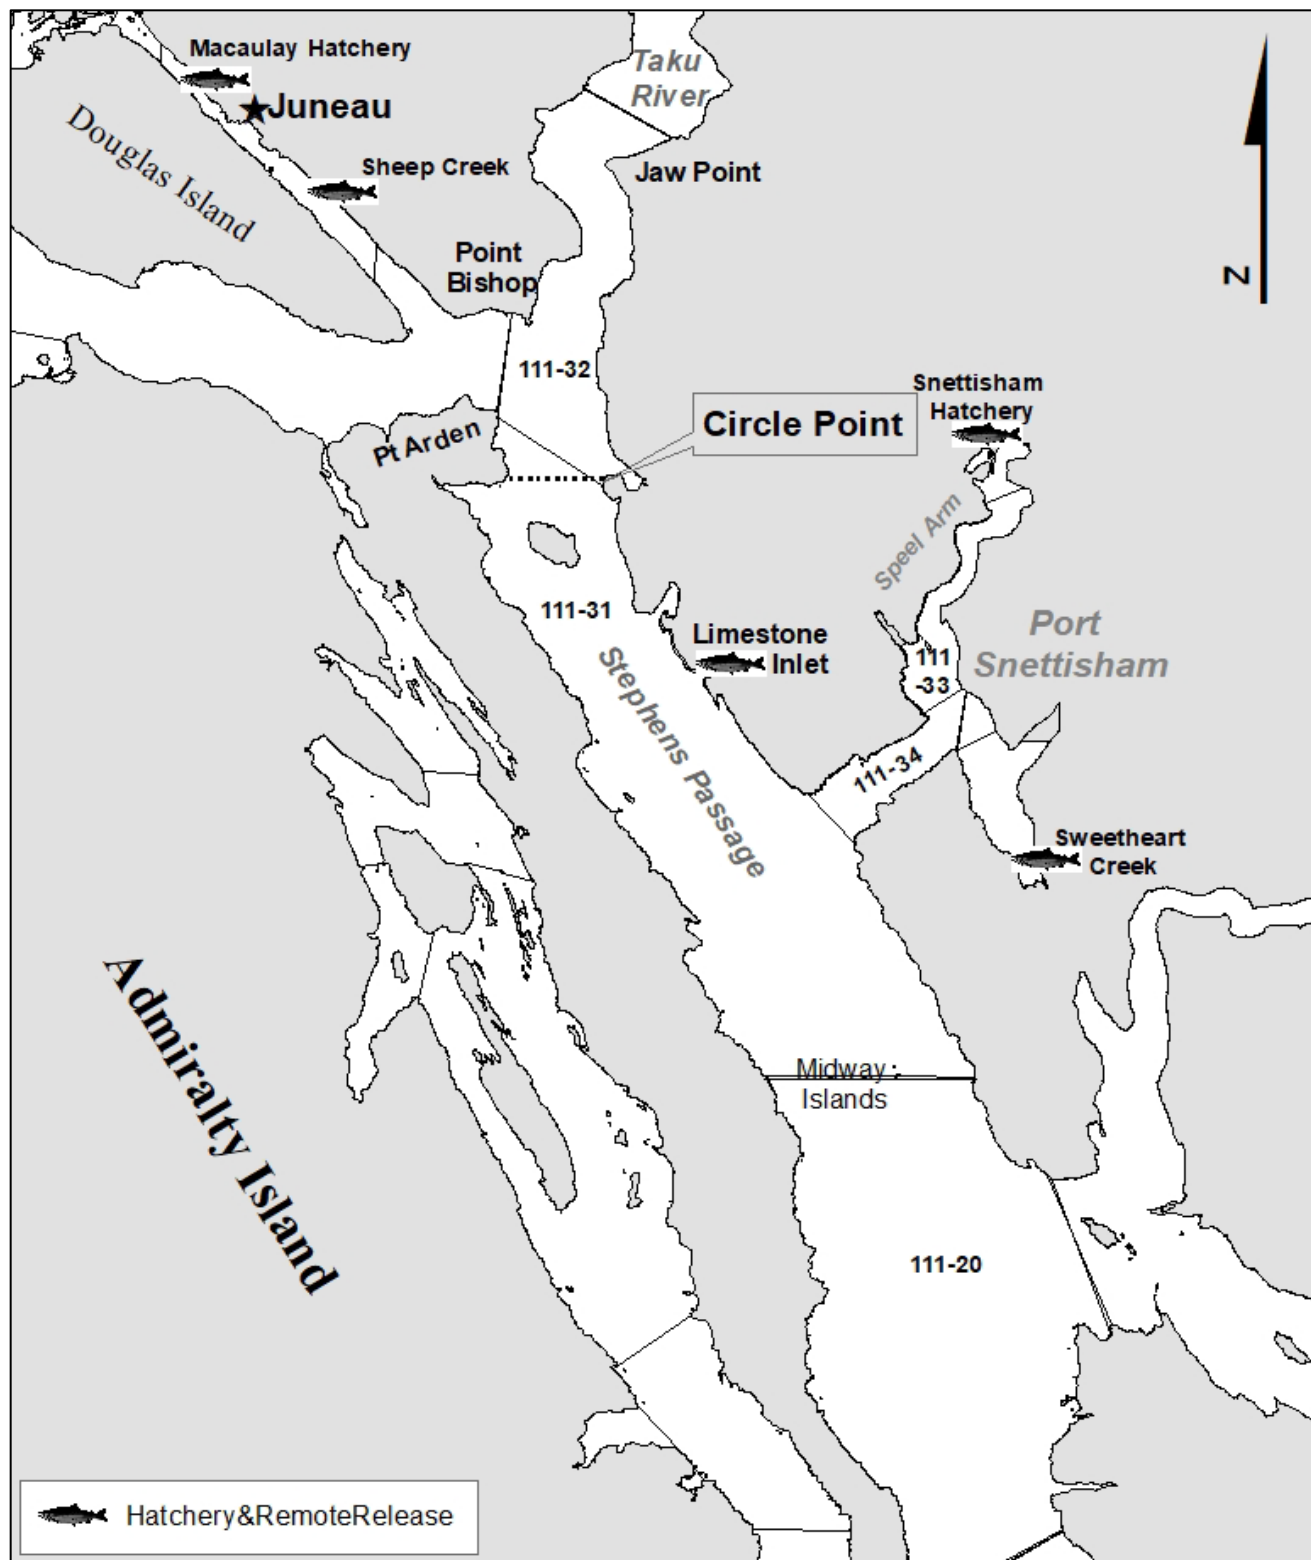 Macaulay Hatchery
Juneau
Douglas Island
Sheep Creek
Taku
River
Jaw Point
Point
Bishop
N
111-32
Circle Point
Pt Arden
Snettisham
Hatchery
Speel Arm
111-31
Limestone
Inlet
Stephens Passage
Port
Snettisham
111
-33
111-34
Sweetheart
Creek
Admiralty Island
Midway
Islands
111-20
Hatchery&RemoteRelease